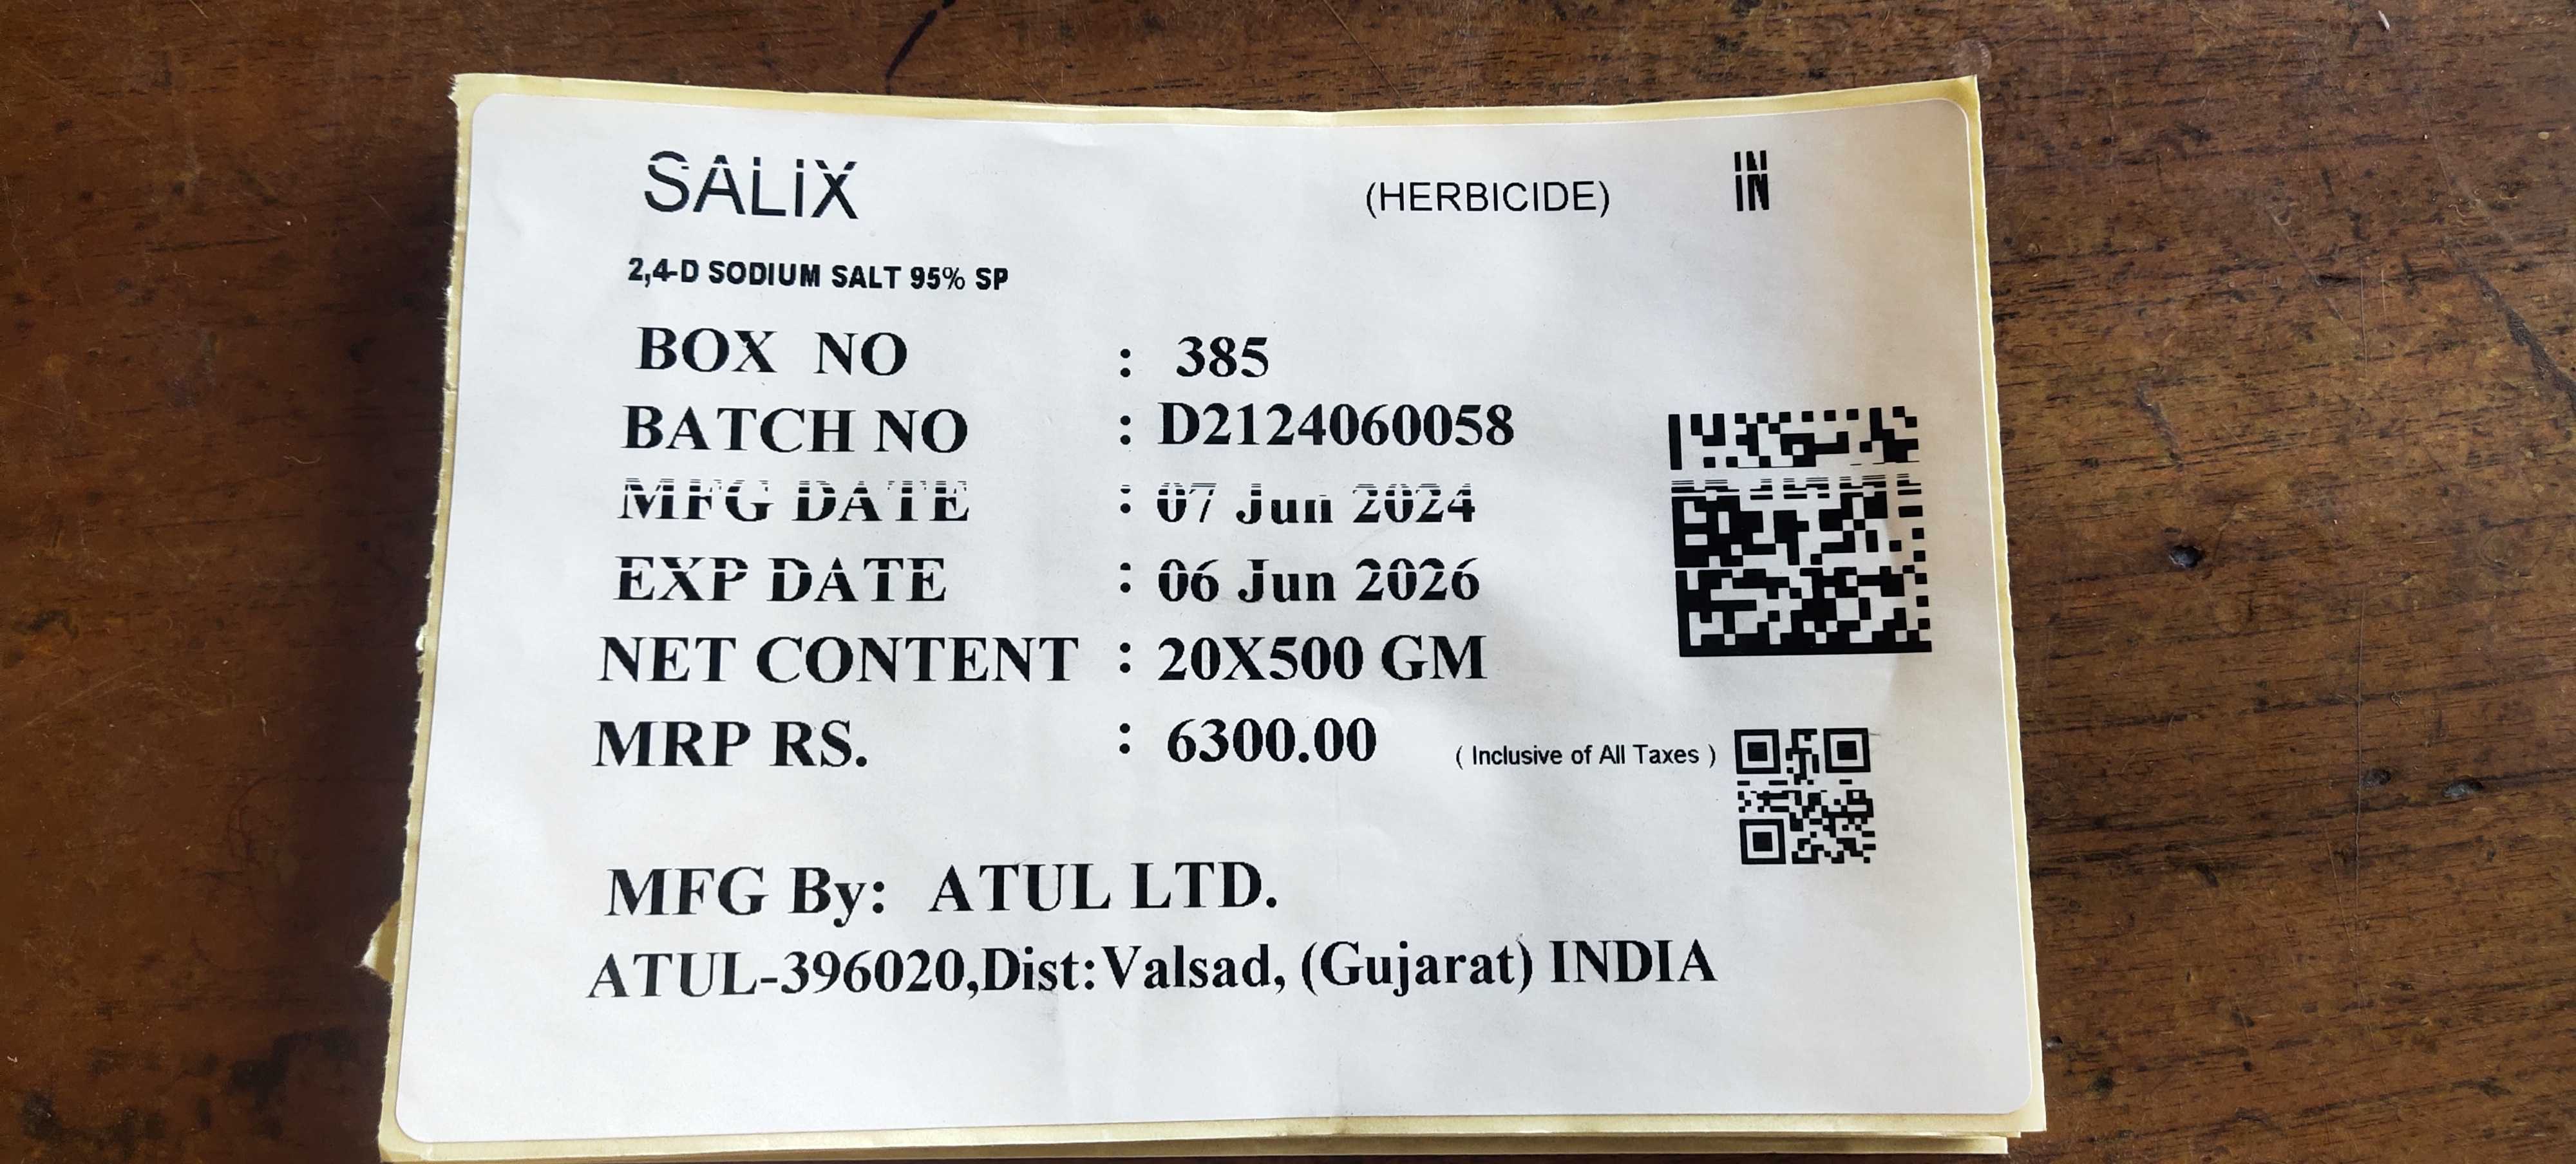 SALIX (HERBICIDE) IN
2,4-D SODIUM SALT 95% SP
BOX NO : 385
BATCH NO : D2124060058
MFG DATE : 07 Jun 2024
EXP DATE : 06 Jun 2026
NET CONTENT : 20X500 GM
MRP RS. : 6300.00 ( Inclusive of All Taxes )
MFG By: ATUL LTD.
ATUL-396020,Dist:Valsad, (Gujarat) INDIA